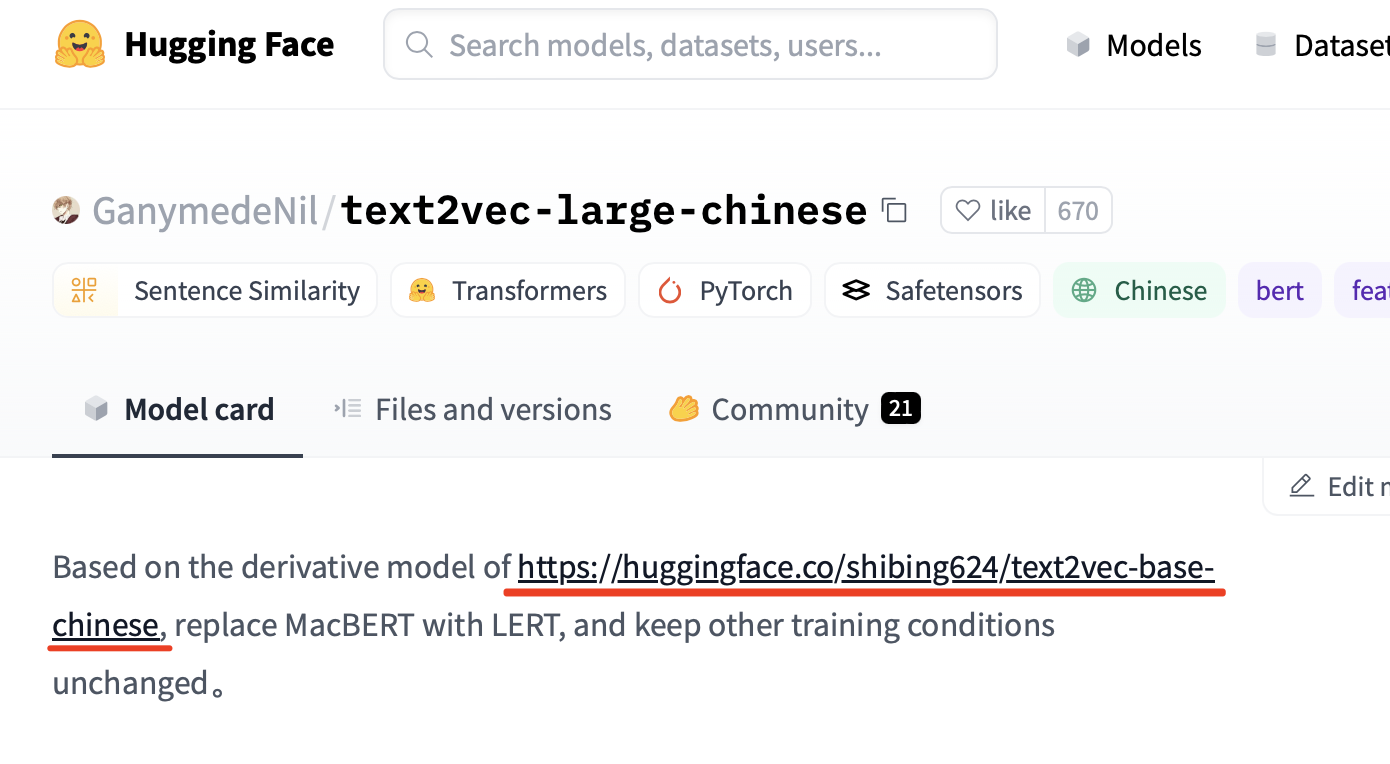 Hugging Face Search models, datasets, users... Models Dataset
GanymedeNil/text2vec-large-chinese like 670
Sentence Similarity Transformers PyTorch Safetensors Chinese bert feat
Model card Files and versions Community 21
Edit
Based on the derivative model of https://huggingface.co/shibing624/text2vec-base-
chinese, replace MacBERT with LERT, and keep other training conditions
unchanged。